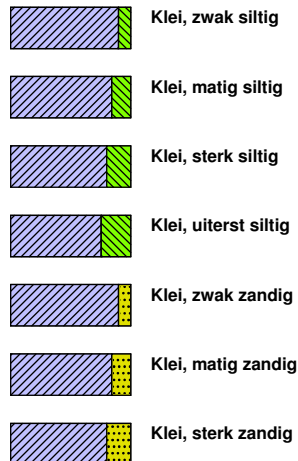 Klei, zwak siltig
Klei, matig siltig
Klei, sterk siltig
Klei, uiterst siltig
Klei, zwak zandig
Klei, matig zandig
Klei, sterk zandig